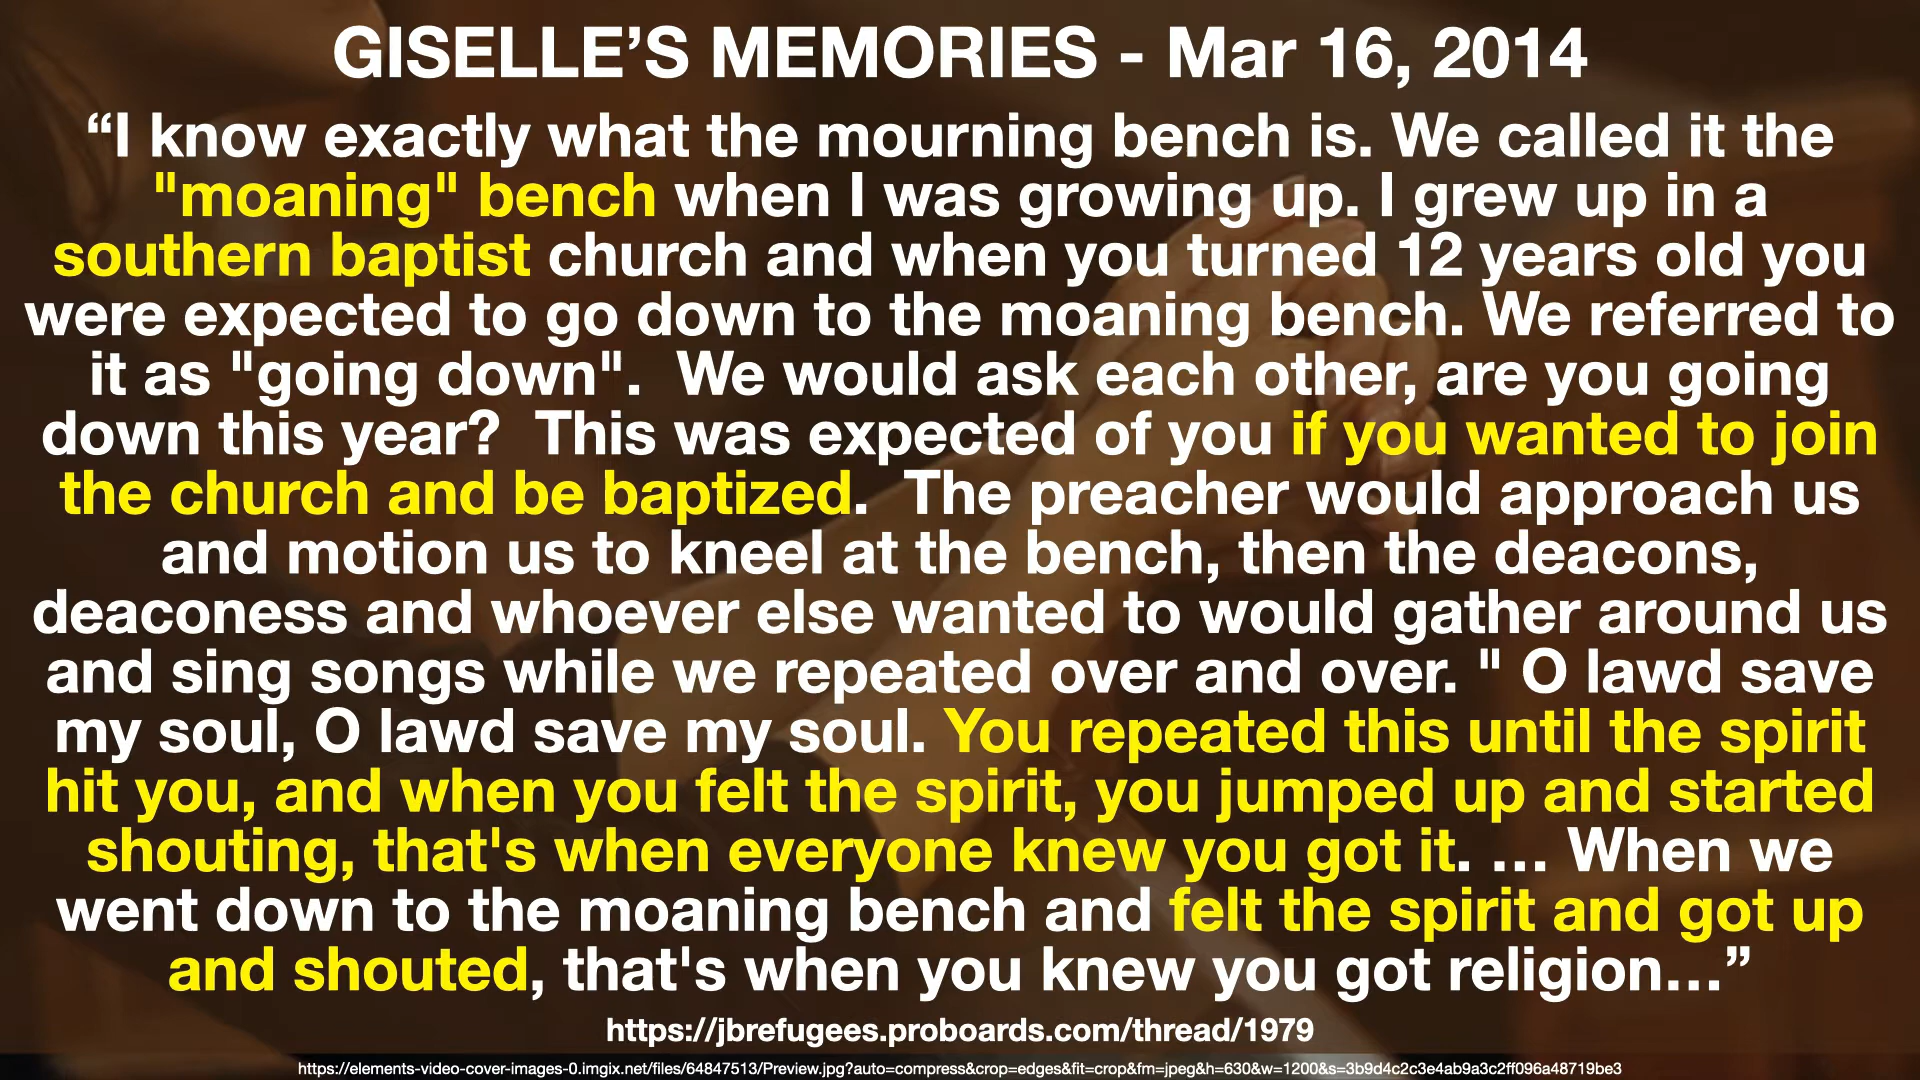 GISELLE’S MEMORIES - Mar 16, 2014
“I know exactly what the mourning bench is. We called it the
"moaning" bench when I was growing up. I grew up in a
southern baptist church and when you turned 12 years old you
were expected to go down to the moaning bench. We referred to
it as "going down".  We would ask each other, are you going
down this year?  This was expected of you if you wanted to join
the church and be baptized.  The preacher would approach us
and motion us to kneel at the bench, then the deacons,
deaconess and whoever else wanted to would gather around us
and sing songs while we repeated over and over. " O lawd save
my soul, O lawd save my soul. You repeated this until the spirit
hit you, and when you felt the spirit, you jumped up and started
shouting, that's when everyone knew you got it. … When we
went down to the moaning bench and felt the spirit and got up
and shouted, that's when you knew you got religion…”
https://jbrefugees.proboards.com/thread/1979
https://elements-video-cover-images-0.imgix.net/files/64847513/Preview.jpg?auto=compress&crop=edges&fit=crop&fm=jpeg&h=630&w=1200&s=3b9d4c2c3e4ab9a3c2ff096a48719be3